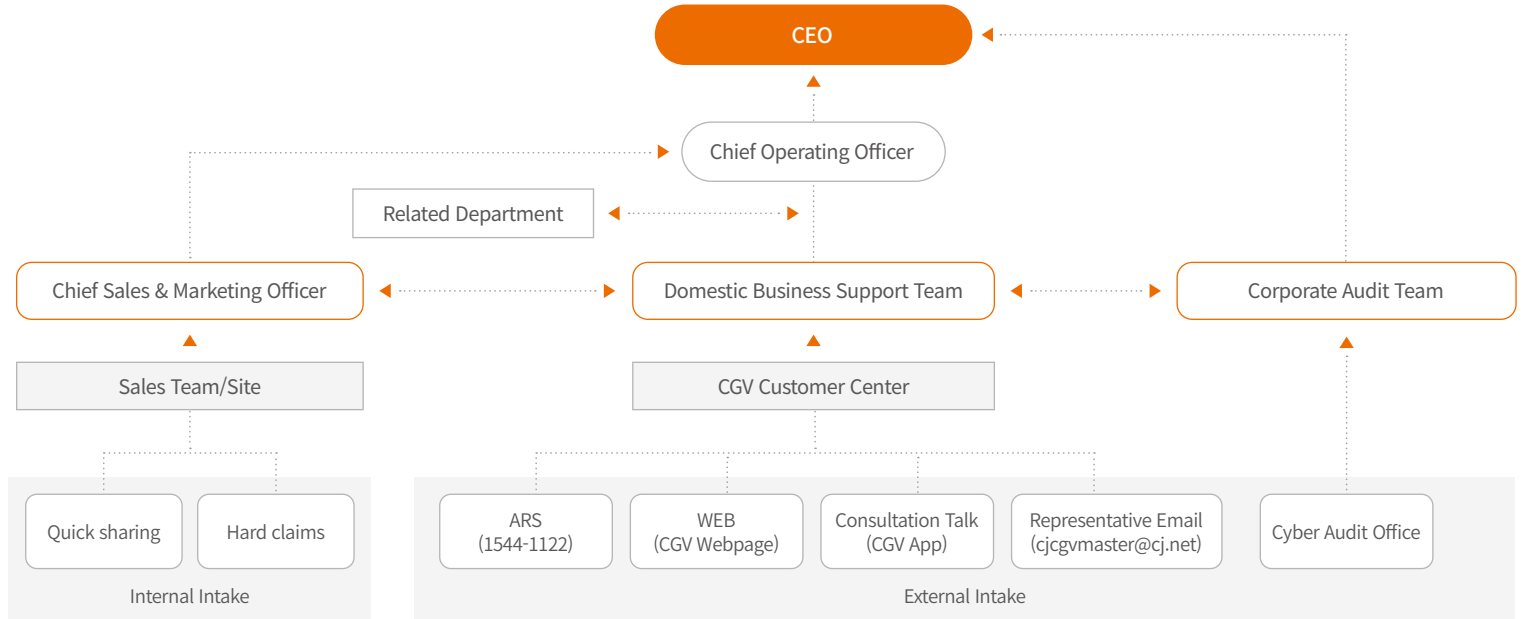 CEO
Chief Operating Officer
Related Department
Chief Sales & Marketing Officer
Domestic Business Support Team
Corporate Audit Team
Sales Team/Site
CGV Customer Center
Quick sharing
Hard claims
ARS
(1544-1122)
WEB
(CGV Webpage)
Consultation Talk
(CGV App)
Representative Email
(cjcgvmaster@cj.net)
Cyber Audit Office
Internal Intake
External Intake